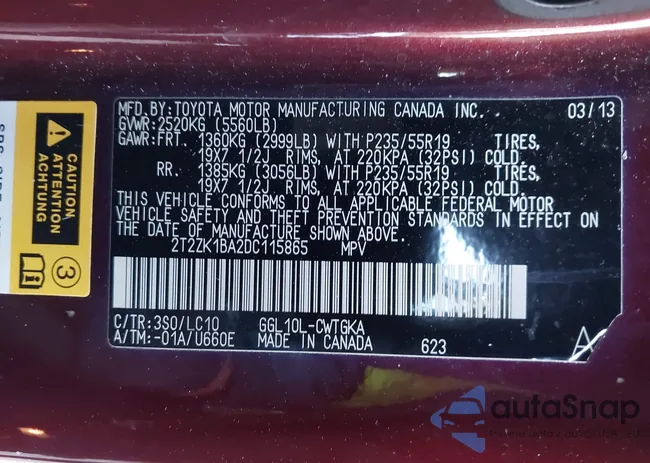 MFD.BY:TOYOTA MOTOR MANUFACTURING CANADA INC. 03/13
GVWR:2520KG (5560LB)
GAWR:FRT. 1360KG (2999LB) WITH P235/55R19 TIRES,
19X7 1/2J RIMS, AT 220KPA (32PSI) COLD.
RR. 1385KG (3056LB) WITH P235/55R19 TIRES,
19X7 1/2J RIMS, AT 220KPA (32PSI) COLD.
THIS VEHICLE CONFORMS TO ALL APPLICABLE FEDERAL MOTOR
VEHICLE SAFETY AND THEFT PREVENTION STANDARDS IN EFFECT ON
THE DATE OF MANUFACTURE SHOWN ABOVE.
2T2ZK1BA2DC115865 MPV
C/TR:3S0/LC10 GGL10L-CWTGKA
A/TM:-01A/U660E MADE IN CANADA 623
CAUTION
ATTENTION
ACHTUNG
3
autoSnap